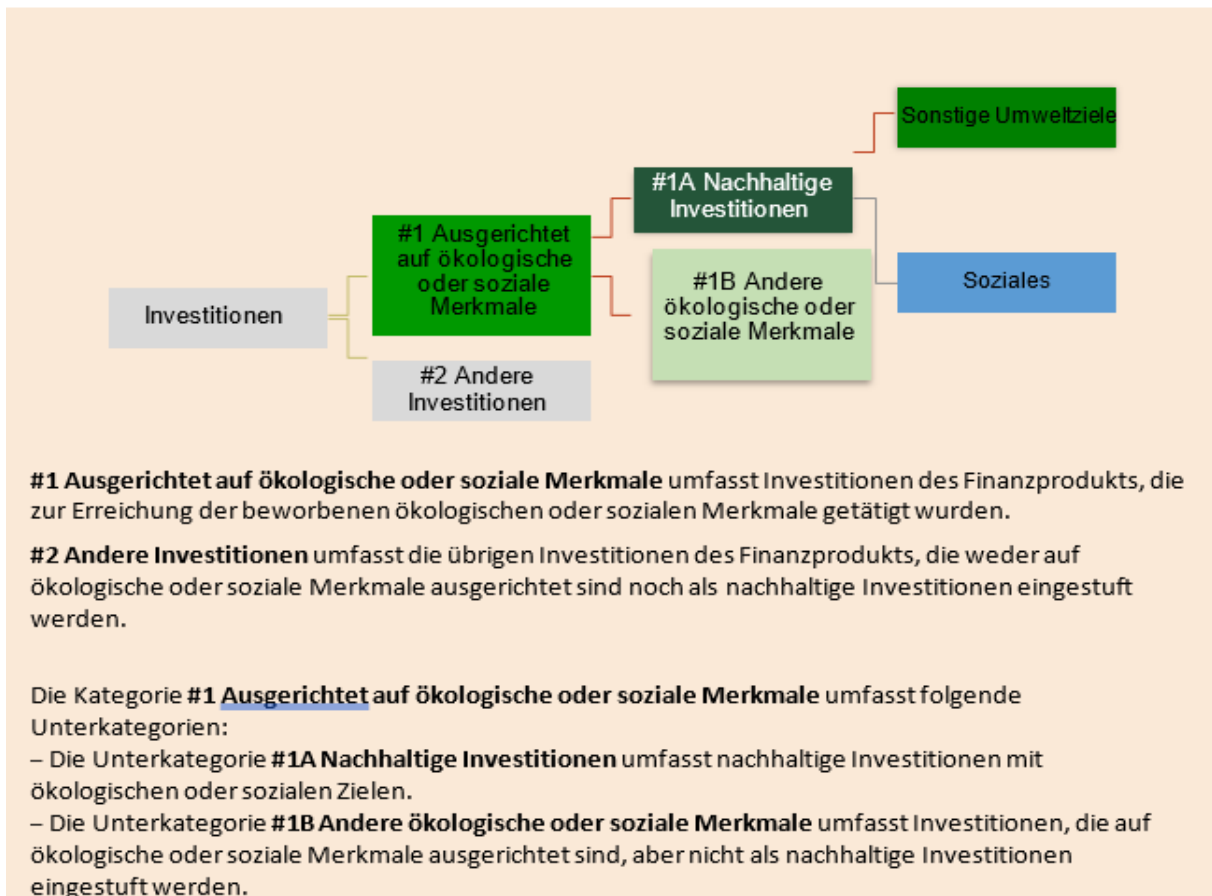 Sonstige Umweltziele
#1A Nachhaltige
Investitionen
#1 Ausgerichtet
auf ökologische
oder soziale
Merkmale
#1B Andere
ökologische oder
soziale Merkmale
Soziales
Investitionen
#2 Andere
Investitionen
#1 Ausgerichtet auf ökologische oder soziale Merkmale umfasst Investitionen des Finanzprodukts, die
zur Erreichung der beworbenen ökologischen oder sozialen Merkmale getätigt wurden.
#2 Andere Investitionen umfasst die übrigen Investitionen des Finanzprodukts, die weder auf
ökologische oder soziale Merkmale ausgerichtet sind noch als nachhaltige Investitionen eingestuft
werden.
Die Kategorie #1 Ausgerichtet auf ökologische oder soziale Merkmale umfasst folgende
Unterkategorien:
– Die Unterkategorie #1A Nachhaltige Investitionen umfasst nachhaltige Investitionen mit
ökologischen oder sozialen Zielen.
– Die Unterkategorie #1B Andere ökologische oder soziale Merkmale umfasst Investitionen, die auf
ökologische oder soziale Merkmale ausgerichtet sind, aber nicht als nachhaltige Investitionen
eingestuft werden.